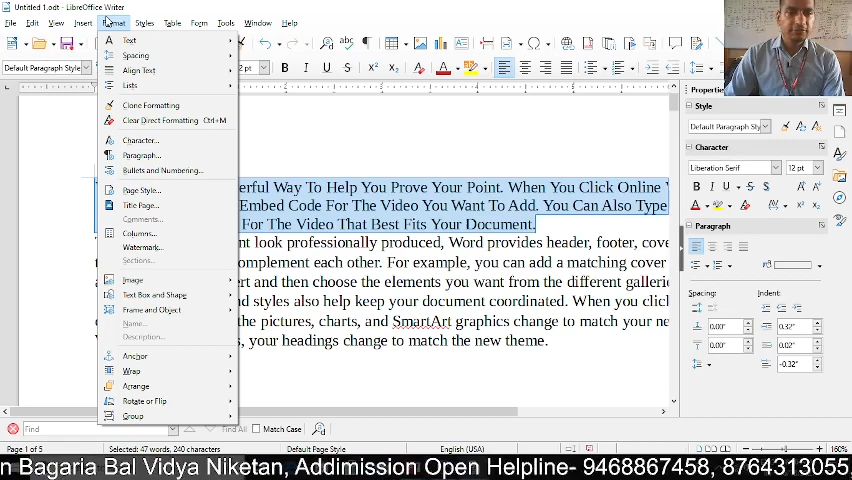 Untitled 1.odt - LibreOffice Writer
File Edit View Insert Format Styles Table Form Tools Window Help
Default Paragraph Style 2 pt
Text
Spacing
Align Text
Lists
Clone Formatting
Clear Direct Formatting Ctrl+M
Character...
Paragraph...
Bullets and Numbering...
Page Style...
Title Page...
Comments...
Columns...
Watermark...
Sections...
Image
Text Box and Shape
Frame and Object
Name...
Description...
Anchor
Wrap
Arrange
Rotate or Flip
Group
erful Way To Help You Prove Your Point. When You Click Online
Embed Code For The Video You Want To Add. You Can Also Type
For The Video That Best Fits Your Document.
nt look professionally produced, Word provides header, footer, cove
omplement each other. For example, you can add a matching cover
ert and then choose the elements you want from the different gallerie
nd styles also help keep your document coordinated. When you click
the pictures, charts, and SmartArt graphics change to match your ne
s, your headings change to match the new theme.
Properties
Style
Default Paragraph Sty
Character
Liberation Serif 12 pt
Paragraph
Spacing: Indent:
0.00" 0.32"
0.00" 0.02"
-0.32"
Find Find All Match Case
Page 1 of 5 Selected: 47 words, 240 characters Default Page Style English (USA) 160%
n Bagaria Bal Vidya Niketan, Addimission Open Helpline- 9468867458, 8764313055,